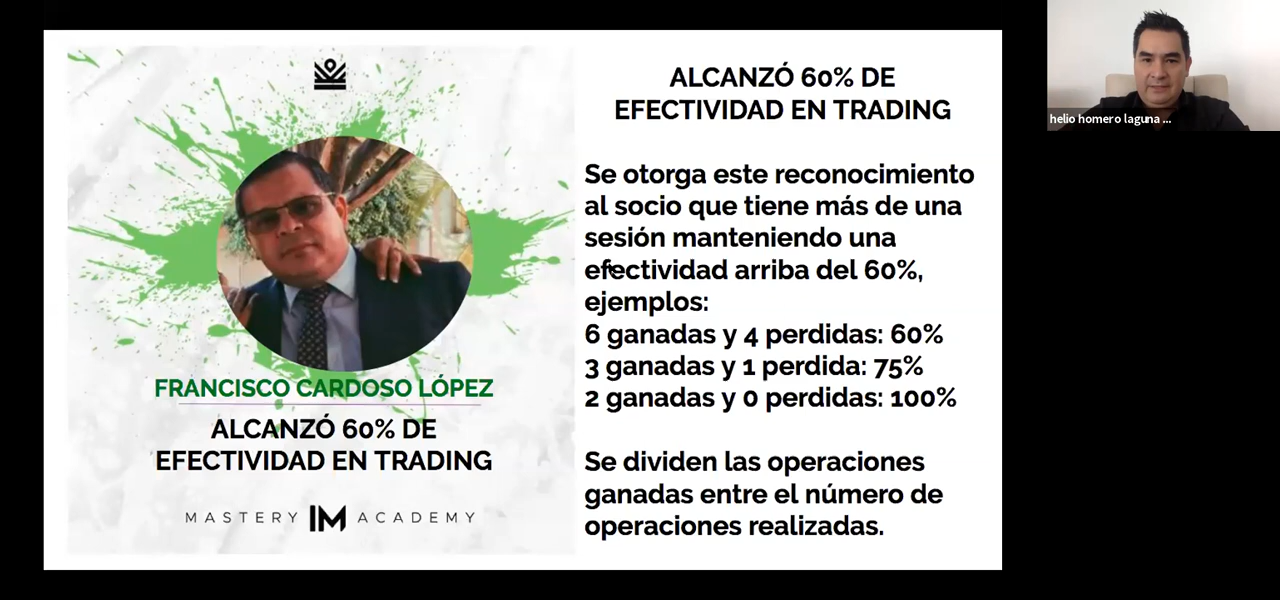 FRANCISCO CARDOSO LÓPEZ
ALCANZÓ 60% DE
EFECTIVIDAD EN TRADING
MASTERY IM ACADEMY
ALCANZÓ 60% DE
EFECTIVIDAD EN TRADING
Se otorga este reconocimiento
al socio que tiene más de una
sesión manteniendo una
efectividad arriba del 60%,
ejemplos:
6 ganadas y 4 perdidas: 60%
3 ganadas y 1 perdida: 75%
2 ganadas y 0 perdidas: 100%
Se dividen las operaciones
ganadas entre el número de
operaciones realizadas.
helio homero laguna ...